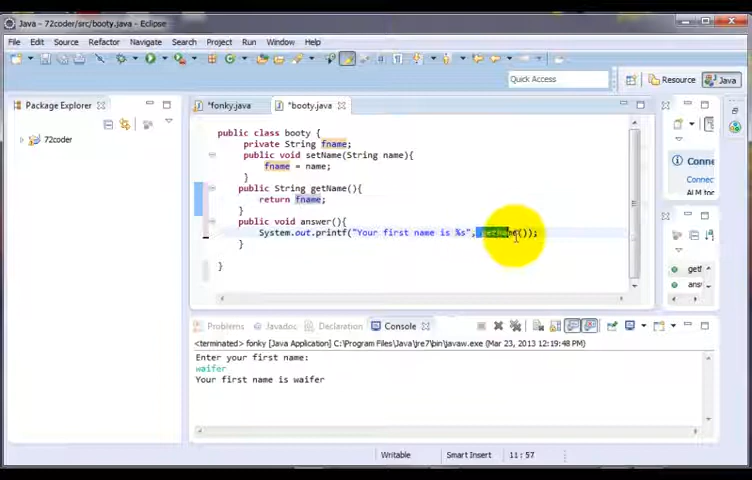 Java - 72coder/src/booty.java - Eclipse
File Edit Source Refactor Navigate Search Project Run Window Help
Quick Access
Resource
Java
Package Explorer
72coder
*fonky.java
*booty.java
public class booty {
private String fname;
public void setName(String name){
fname = name;
}
public String getName(){
return fname;
}
public void answer(){
System.out.printf("Your first name is %s", getName());
}
}
Conne
Connec
ALM to
get
ans
Problems Javadoc Declaration Console
<terminated> fonky [Java Application] C:\Program Files\Java\jre7\bin\javaw.exe (Mar 23, 2013 12:19:48 PM)
Enter your first name:
waifer
Your first name is waifer
Writable Smart Insert 11 : 57